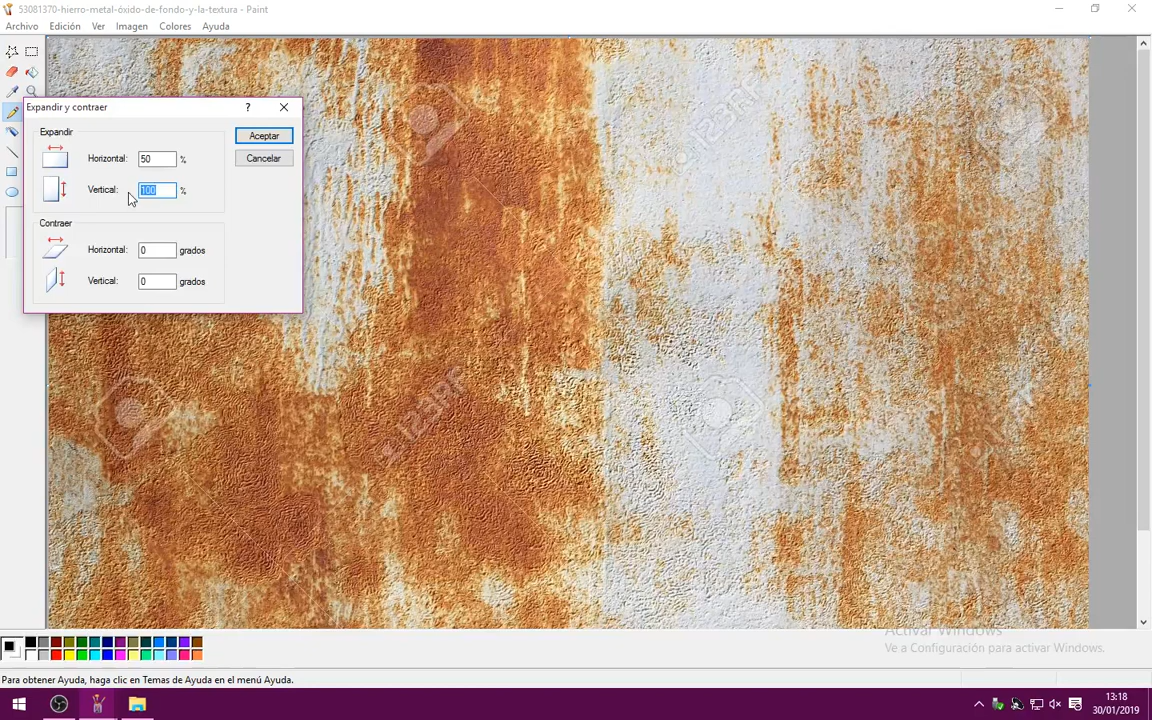 53081370-hierro-metal-óxido-de-fondo-y-la-textura - Paint
Archivo Edición Ver Imagen Colores Ayuda
Expandir y contraer ?
Expandir
Aceptar
Horizontal: 50 %
Cancelar
Vertical: 100 %
Contraer
Horizontal: 0 grados
Vertical: 0 grados
123RF
Activar Windows
Ve a Configuración para activar Windows.
Para obtener Ayuda, haga clic en Temas de Ayuda en el menú Ayuda.
13:18
30/01/2019